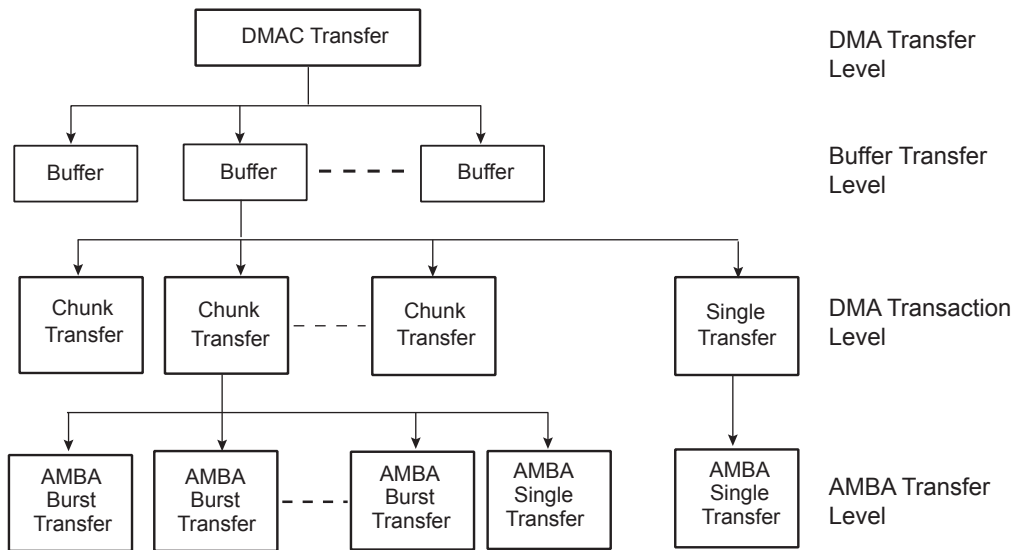 DMAC Transfer
DMA Transfer
Level
Buffer
Buffer
Buffer
Buffer Transfer
Level
Chunk
Transfer
Chunk
Transfer
Chunk
Transfer
Single
Transfer
DMA Transaction
Level
AMBA
Burst
Transfer
AMBA
Burst
Transfer
AMBA
Burst
Transfer
AMBA
Single
Transfer
AMBA
Single
Transfer
AMBA Transfer
Level